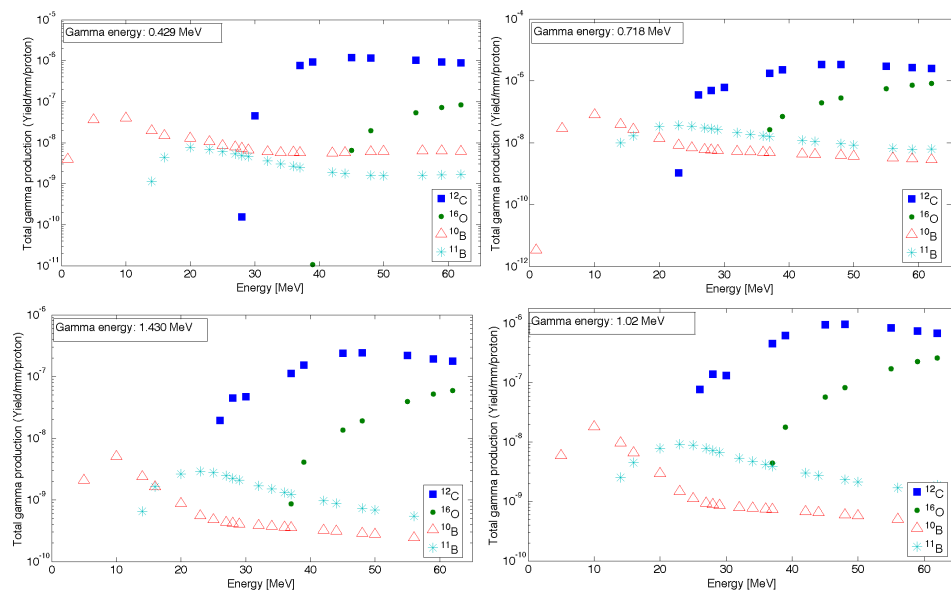 Gamma energy: 0.429 MeV
Total gamma production (Yield/mm/proton)
10^-5
10^-6
10^-7
10^-8
10^-9
10^-10
10^-11
0 10 20 30 40 50 60
Energy [MeV]
^12C
^16O
^10B
^11B
Gamma energy: 0.718 MeV
Total gamma production (Yield/mm/proton)
10^-4
10^-6
10^-8
10^-10
10^-12
0 10 20 30 40 50 60
Energy [MeV]
^12C
^16O
^10B
^11B
Gamma energy: 1.430 MeV
Total gamma production (Yield/mm/proton)
10^-6
10^-7
10^-8
10^-9
10^-10
0 10 20 30 40 50 60
Energy [MeV]
^12C
^16O
^10B
^11B
Gamma energy: 1.02 MeV
Total gamma production (Yield/mm/proton)
10^-6
10^-7
10^-8
10^-9
10^-10
0 10 20 30 40 50 60
Energy [MeV]
^12C
^16O
^10B
^11B